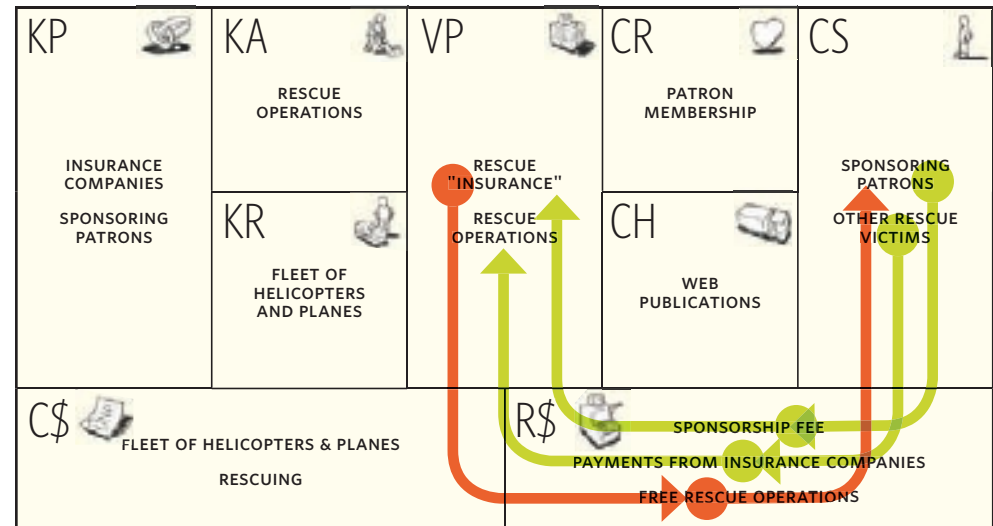 KP
INSURANCE
COMPANIES
SPONSORING
PATRONS
KA
RESCUE
OPERATIONS
KR
FLEET OF
HELICOPTERS
AND PLANES
VP
RESCUE
"INSURANCE"
RESCUE
OPERATIONS
CR
PATRON
MEMBERSHIP
CH
WEB
PUBLICATIONS
CS
SPONSORING
PATRONS
OTHER RESCUE
VICTIMS
C$
FLEET OF HELICOPTERS & PLANES
RESCUING
R$
SPONSORSHIP FEE
PAYMENTS FROM INSURANCE COMPANIES
FREE RESCUE OPERATIONS